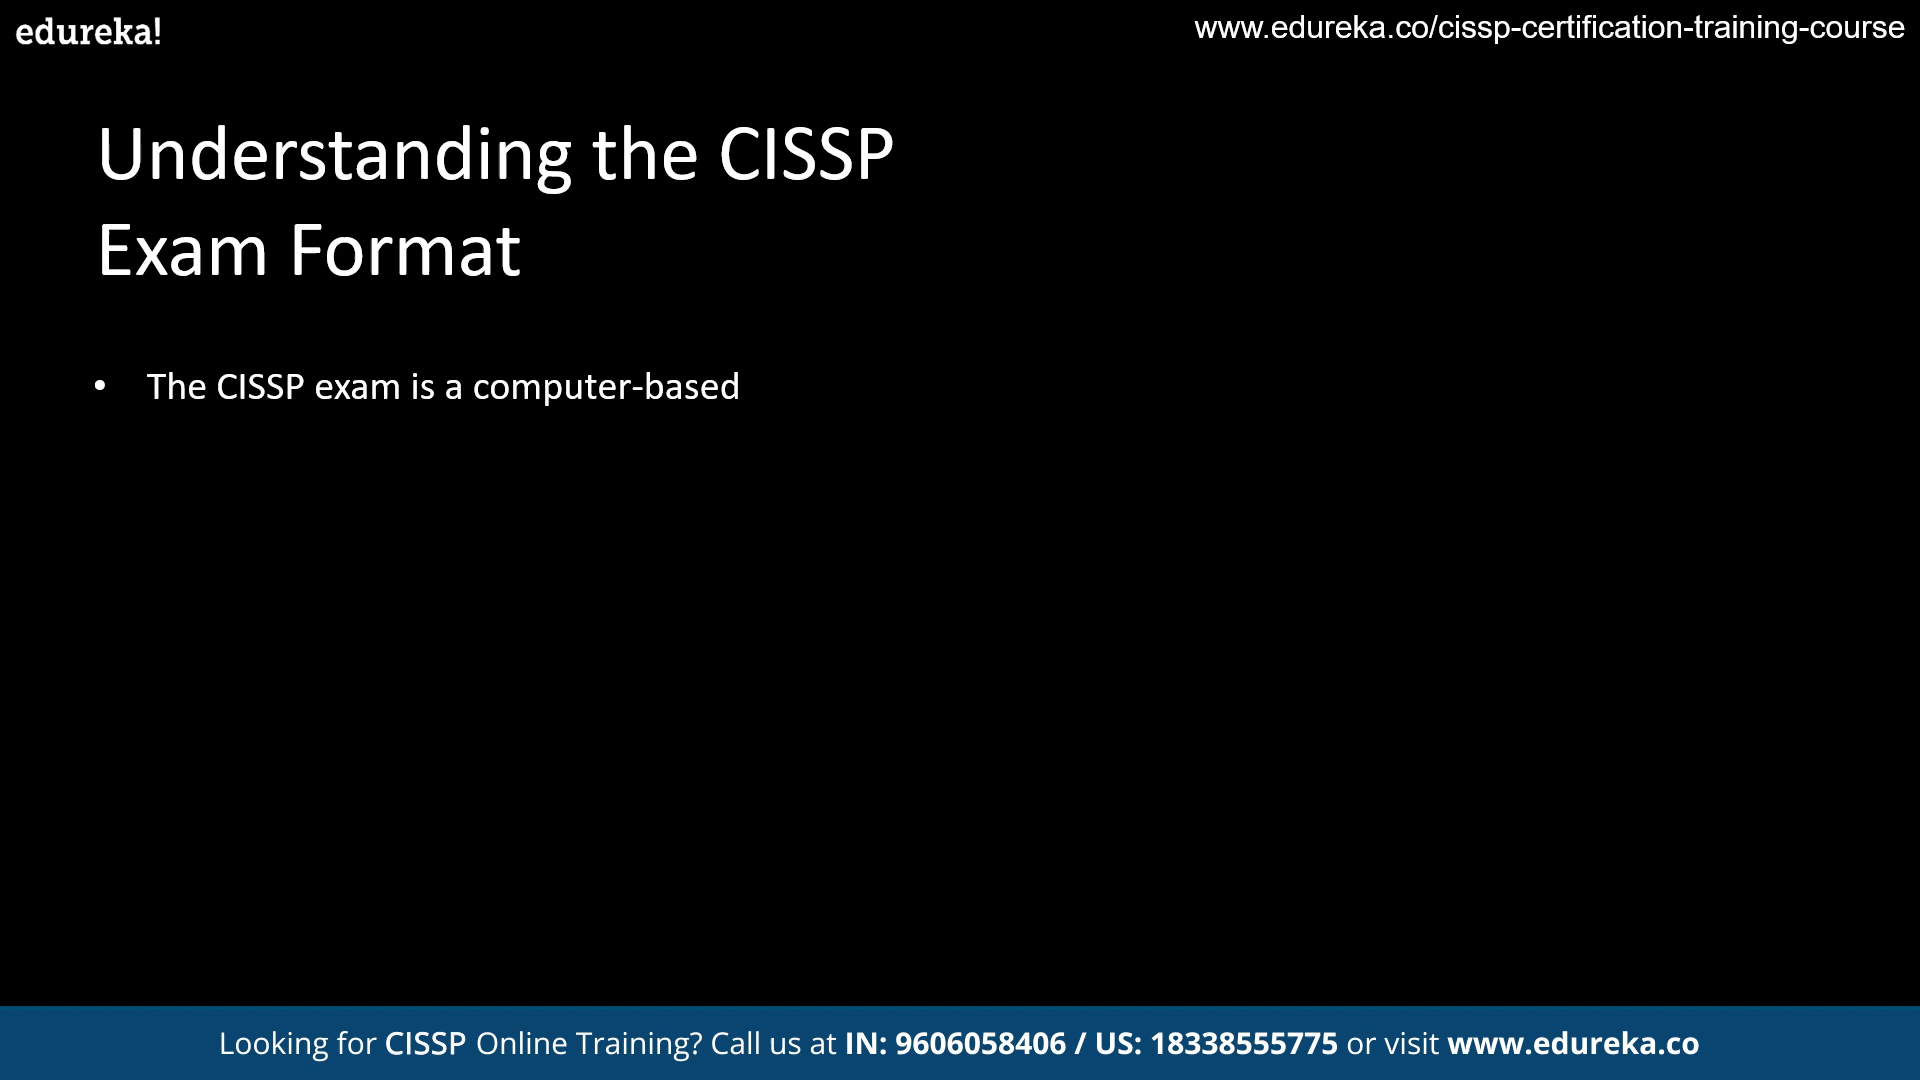 edureka!
www.edureka.co/cissp-certification-training-course
Understanding the CISSP
Exam Format
• The CISSP exam is a computer-based
Looking for CISSP Online Training? Call us at IN: 9606058406 / US: 18338555775 or visit www.edureka.co